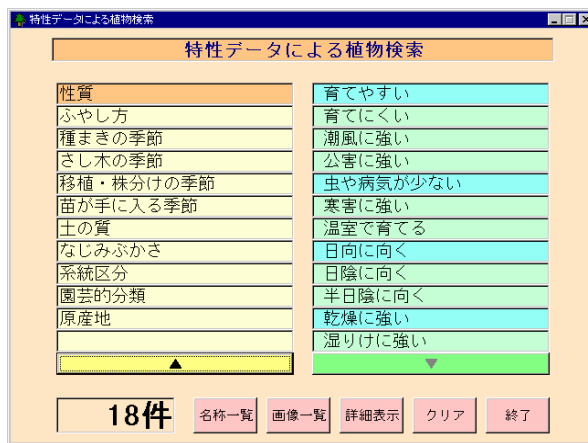 特性データによる植物検索
特性データによる植物検索
性質
ふやし方
種まきの季節
さし木の季節
移植・株分けの季節
苗が手に入る季節
土の質
なじみぶかさ
系統区分
園芸的分類
原産地
▲
育てやすい
育てにくい
潮風に強い
公害に強い
虫や病気が少ない
寒害に強い
温室で育てる
日向に向く
日陰に向く
半日陰に向く
乾燥に強い
湿りけに強い
▼
18件
名称一覧
画像一覧
詳細表示
クリア
終了